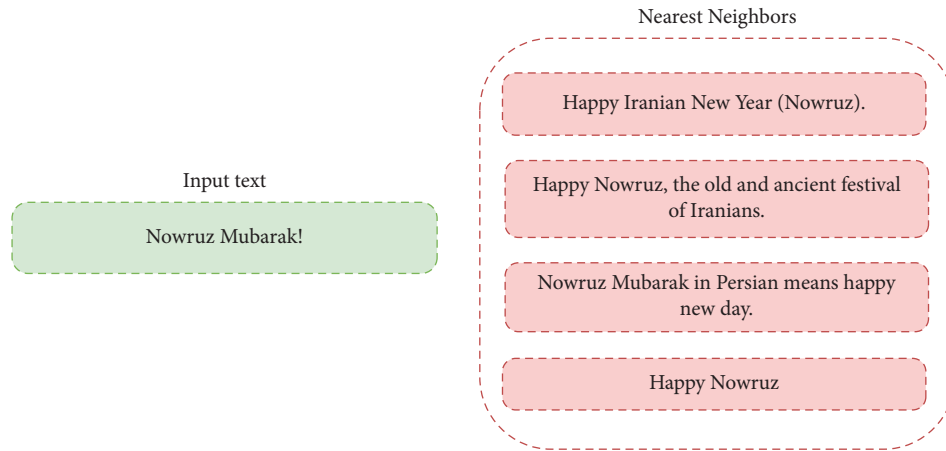 Nearest Neighbors
Happy Iranian New Year (Nowruz).
Happy Nowruz, the old and ancient festival
of Iranians.
Input text
Nowruz Mubarak!
Nowruz Mubarak in Persian means happy
new day.
Happy Nowruz